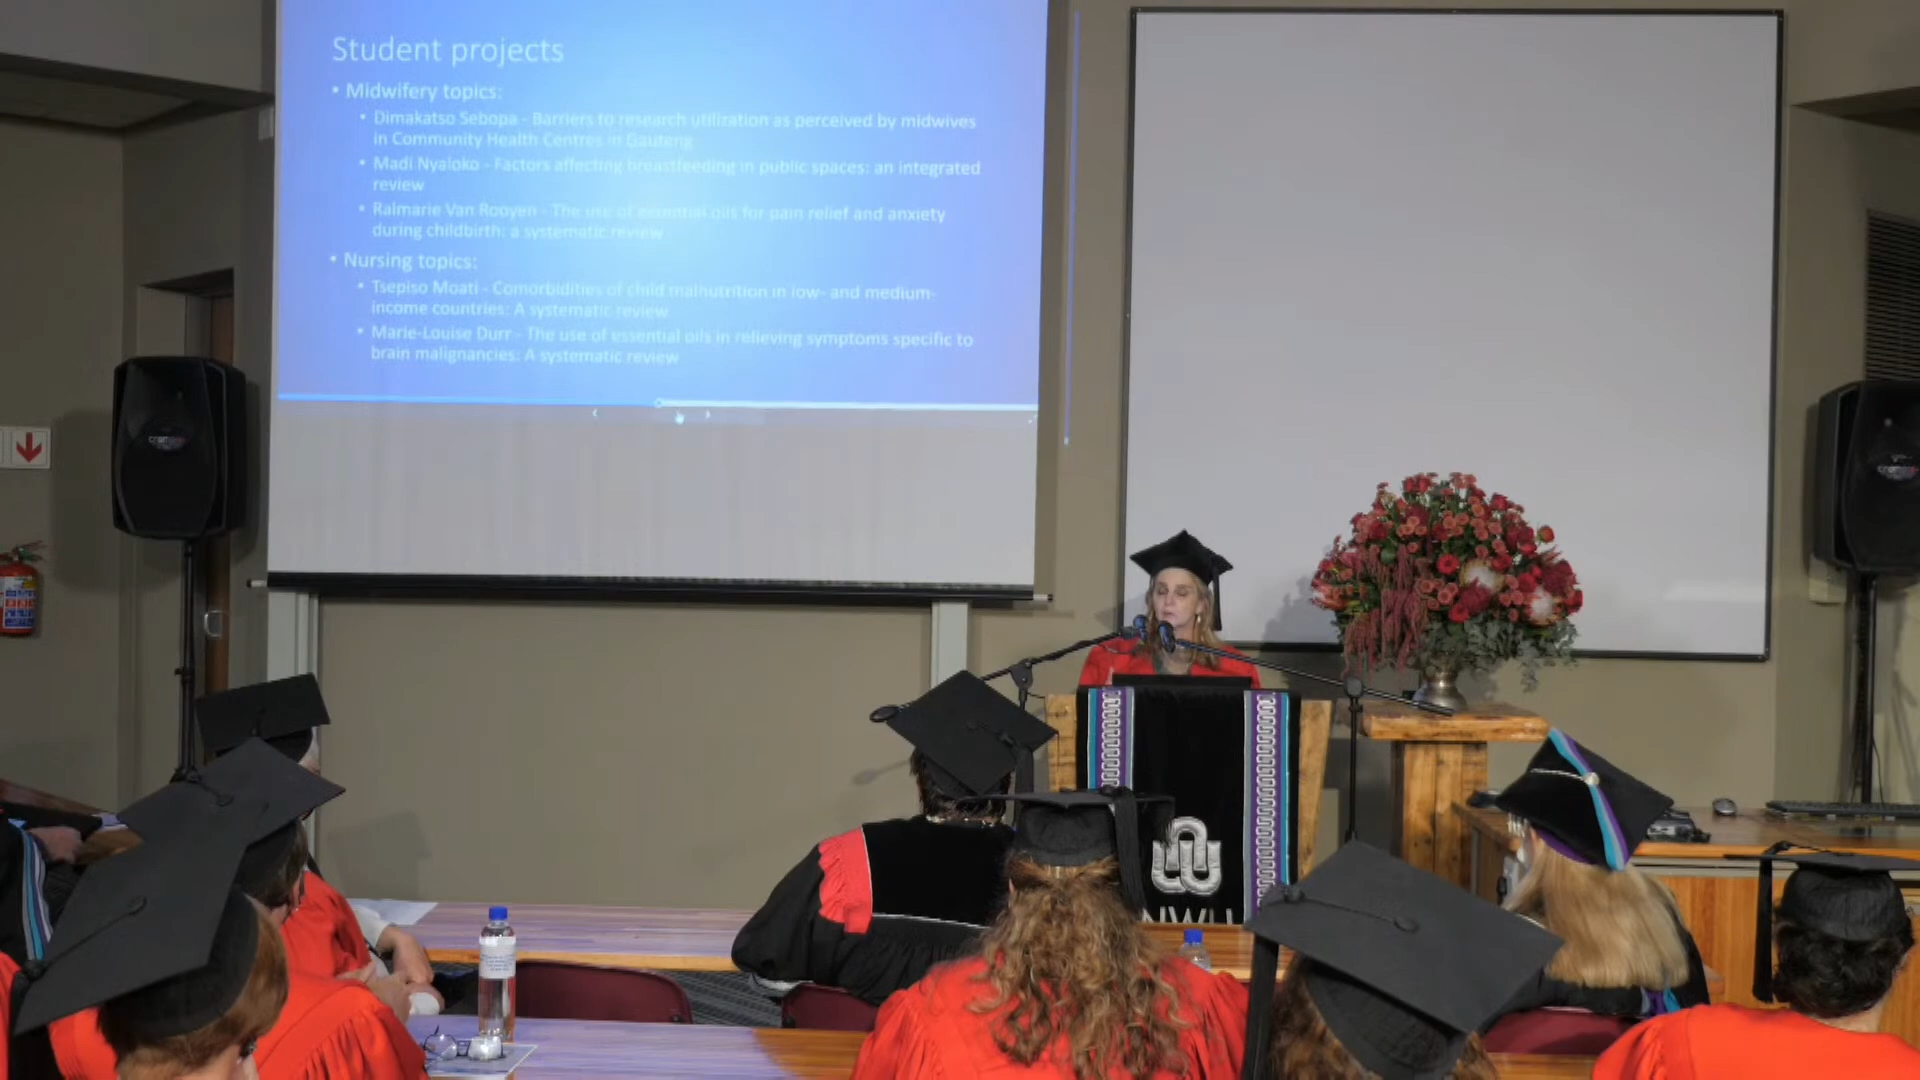 Student projects
• Midwifery topics:
• Dimakatso Sebopa - Barriers to research utilization as perceived by midwives
in Community Health Centres in Gauteng
• Madi Nyaloko - Factors affecting breastfeeding in public spaces: an integrated
review
• Raimarie Van Rooyen - The use of essential oils for pain relief and anxiety
during childbirth: a systematic review
• Nursing topics:
• Tsepiso Moati - Comorbidities of child malnutrition in low- and medium-
income countries: A systematic review
• Marie-Louise Durr - The use of essential oils in relieving symptoms specific to
brain malignancies: A systematic review
NWU